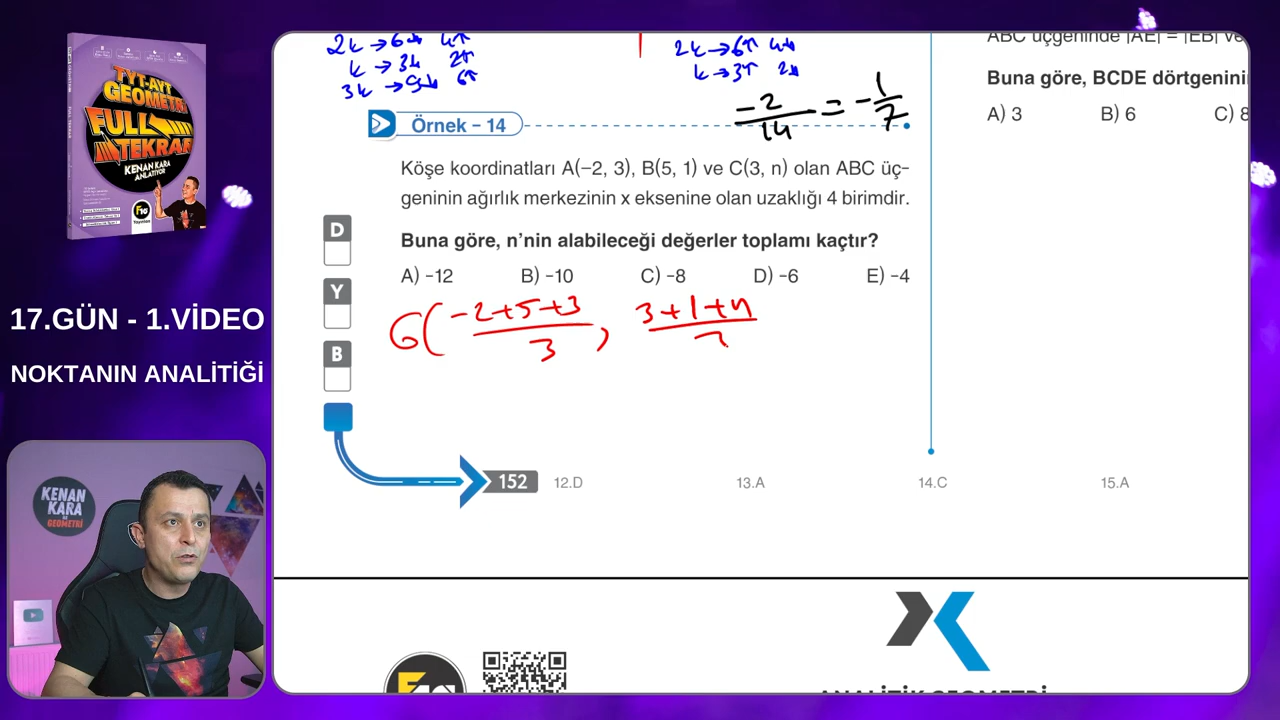 TYT-AYT
GEOMETRİ
FULL
TEKRAR
KENAN KARA
ANLATIYOR
17.GÜN - 1.VİDEO
NOKTANIN ANALİTİĞİ
KENAN
KARA
GEOMETRİ
2k → 6↓ 4↑
k → 3↓ 2↑
3k → 9↓ 6↑
2k → 6↑ 4↓
k → 3↑ 2↓
-2/14 = -1/7
Örnek – 14
Köşe koordinatları A(–2, 3), B(5, 1) ve C(3, n) olan ABC üç-
geninin ağırlık merkezinin x eksenine olan uzaklığı 4 birimdir.
Buna göre, n'nin alabileceği değerler toplamı kaçtır?
A) –12 B) –10 C) –8 D) –6 E) –4
G( -2+5+3 / 3 , 3+1+n / 3
D
Y
B
152 12.D 13.A 14.C 15.A
ABC üçgeninde |AE| = |EB| ve
Buna göre, BCDE dörtgenini
A) 3 B) 6 C) 8
ANALİTİK GEOMETRİ